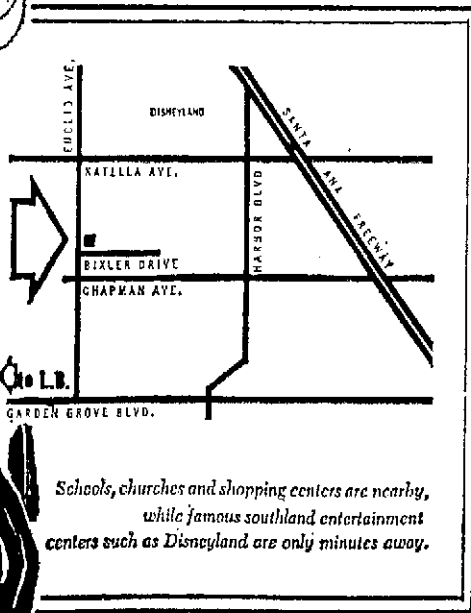 EUCLID AVE.
DISNEYLAND
SANTA ANA FREEWAY
KATELLA AVE.
HARBOR BLVD
BIXLER DRIVE
CHAPMAN AVE.
to L.B.
GARDEN GROVE BLVD.
Schools, churches and shopping centers are nearby,
while famous southland entertainment
centers such as Disneyland are only minutes away.